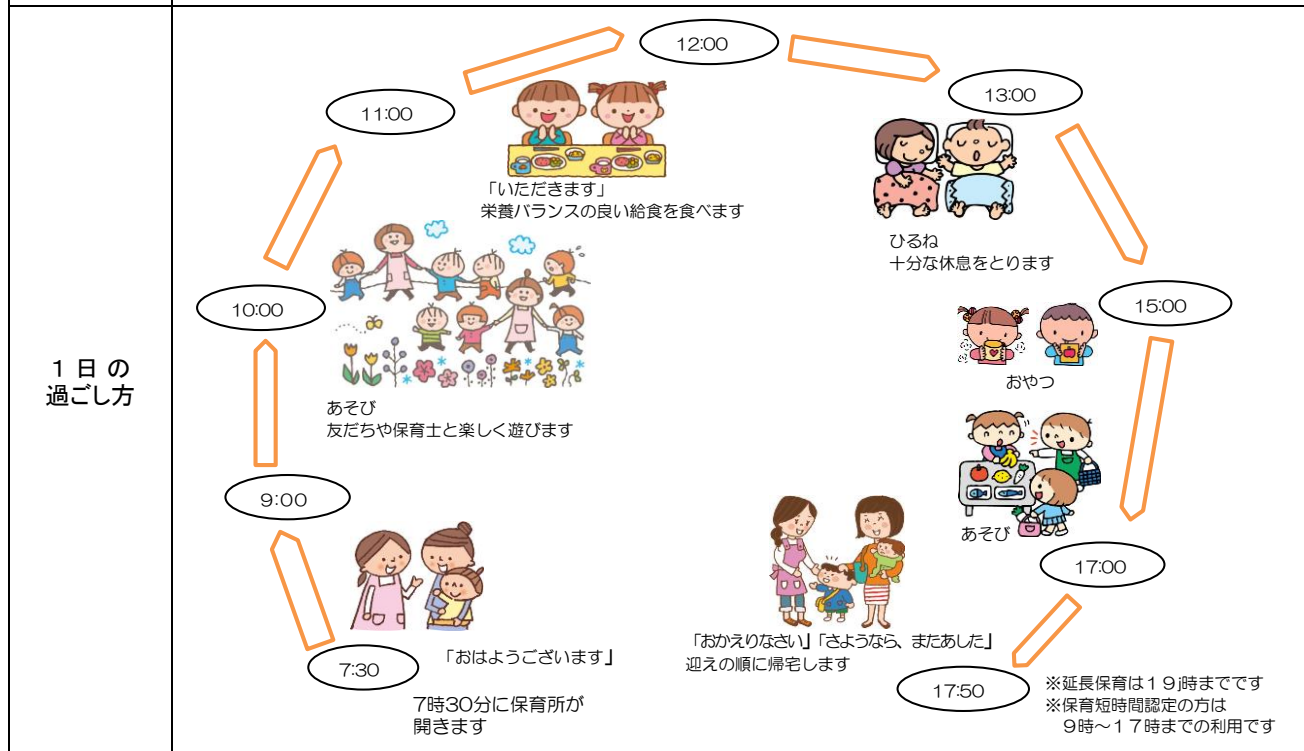 １日の
過ごし方
7:30
「おはようございます」
7時30分に保育所が
開きます
9:00
10:00
あそび
友だちや保育士と楽しく遊びます
11:00
「いただきます」
栄養バランスの良い給食を食べます
12:00
13:00
ひるね
十分な休息をとります
15:00
おやつ
あそび
17:00
「おかえりなさい」「さようなら、またあした」
迎えの順に帰宅します
17:50
※延長保育は１９j時までです
※保育短時間認定の方は
９時～１７時までの利用です